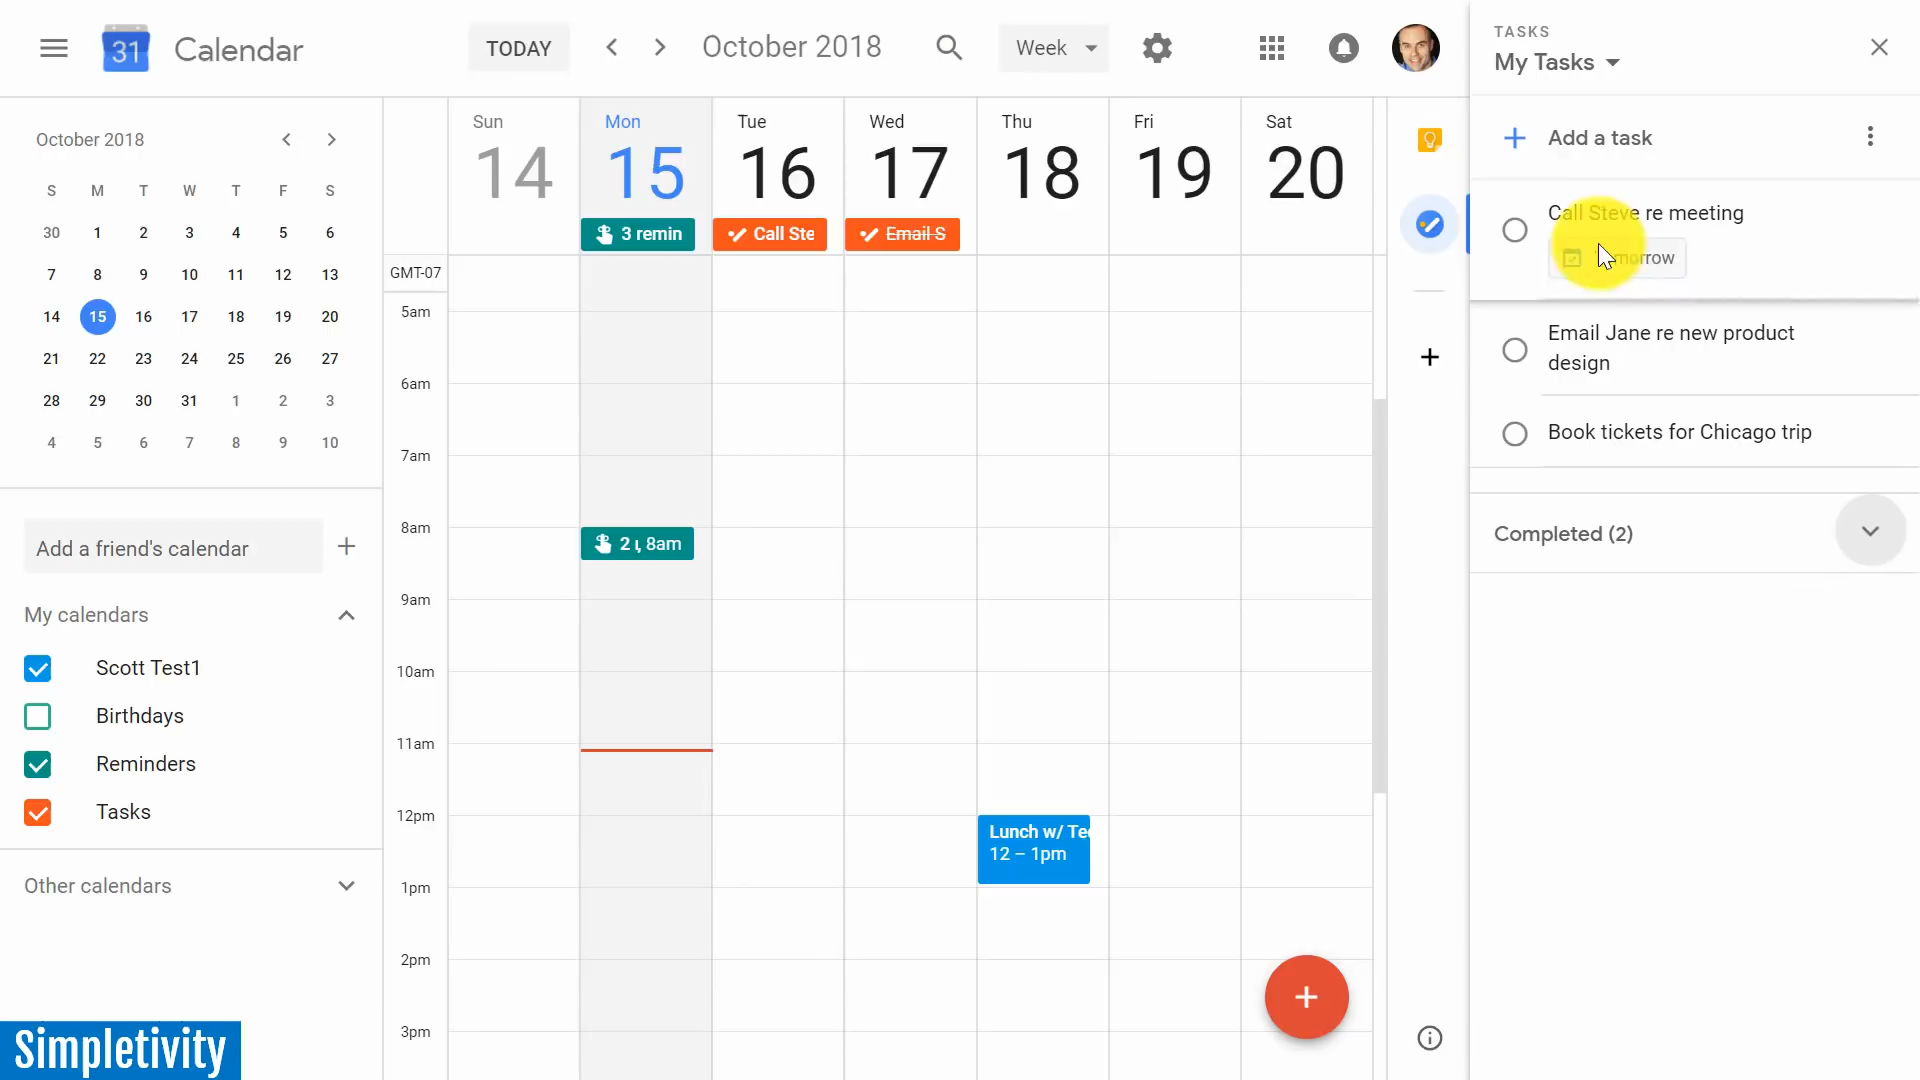 31 Calendar
TODAY
October 2018
Week
TASKS
My Tasks
October 2018
S M T W T F S
30 1 2 3 4 5 6
7 8 9 10 11 12 13
14 15 16 17 18 19 20
21 22 23 24 25 26 27
28 29 30 31 1 2 3
4 5 6 7 8 9 10
Add a friend's calendar
My calendars
Scott Test1
Birthdays
Reminders
Tasks
Other calendars
Simpletivity
Sun Mon Tue Wed Thu Fri Sat
14 15 16 17 18 19 20
3 remin
Call Ste
Email S
GMT-07
5am
6am
7am
8am
2 r, 8am
9am
10am
11am
12pm
Lunch w/ Te
12 – 1pm
1pm
2pm
3pm
Add a task
Call Steve re meeting
Tomorrow
Email Jane re new product
design
Book tickets for Chicago trip
Completed (2)